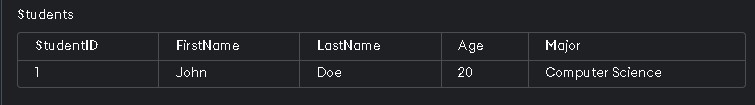 Students
StudentID FirstName LastName Age Major
1 John Doe 20 Computer Science